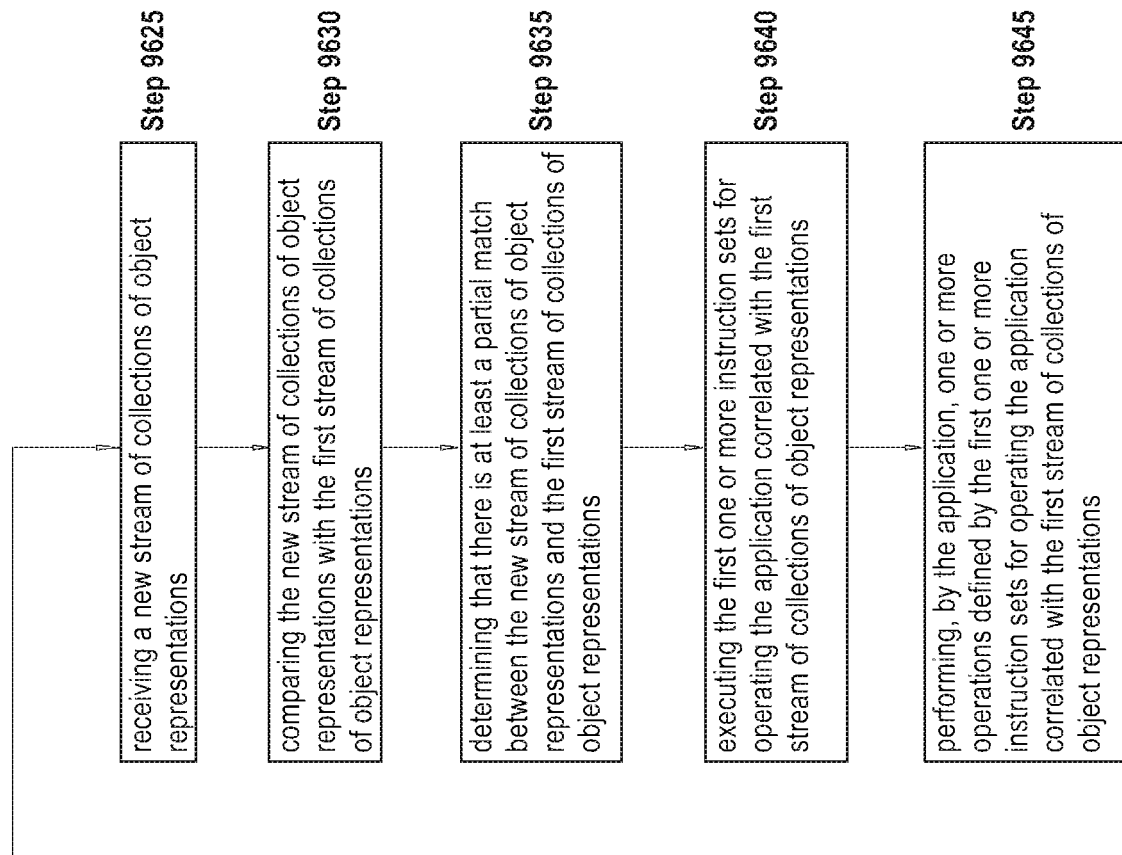 receiving a new stream of collections of object
representations
Step 9625
comparing the new stream of collections of object
representations with the first stream of collections
of object representations
Step 9630
determining that there is at least a partial match
between the new stream of collections of object
representations and the first stream of collections of
object representations
Step 9635
executing the first one or more instruction sets for
operating the application correlated with the first
stream of collections of object representations
Step 9640
performing, by the application, one or more
operations defined by the first one or more
instruction sets for operating the application
correlated with the first stream of collections of
object representations
Step 9645